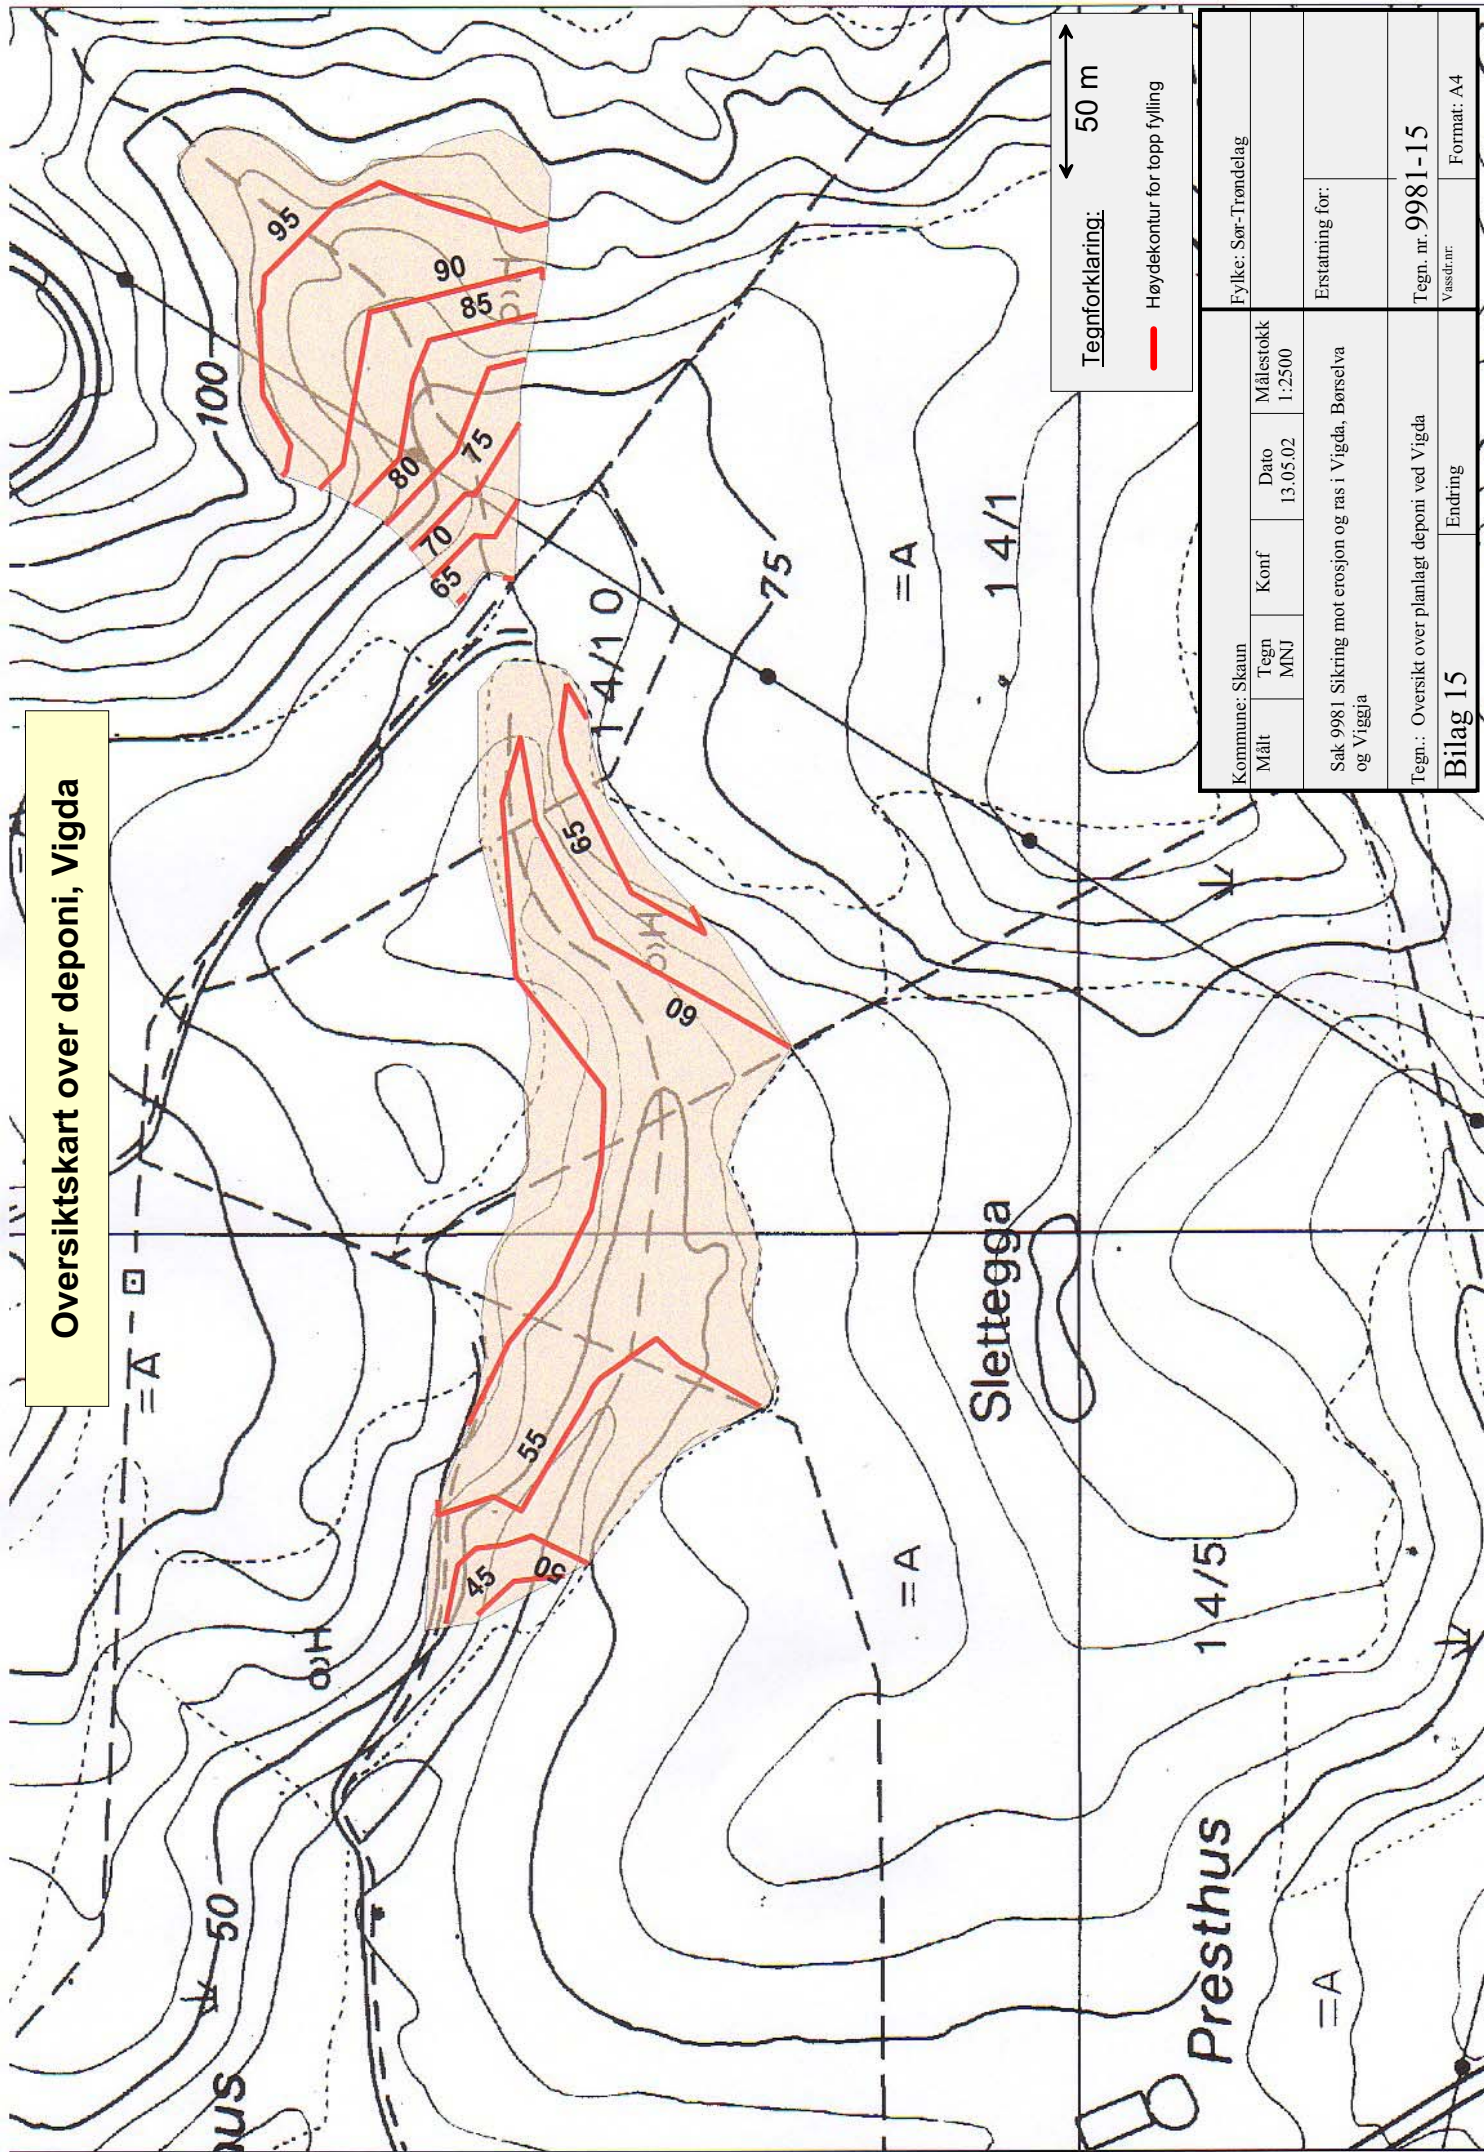 Oversiktskart over deponi, Vigda
=A
100
95
90
85
80
75
70
65
14/10
75
=A
14/1
65
60
55
50
45
Slettegga
=A
14/5
50
Presthus
=A
Tegnforklaring:
50 m
Høydekontur for topp fylling
Kommune: Skaun
Fylke: Sør-Trøndelag
Målt
Tegn
MNJ
Konf
Dato
13.05.02
Målestokk
1:2500
Sak 9981 Sikring mot erosjon og ras i Vigda, Børselva
og Viggja
Erstatning for:
Tegn.: Oversikt over planlagt deponi ved Vigda
Tegn. nr. 9981-15
Bilag 15
Endring
Vassdr.nr:
Format: A4